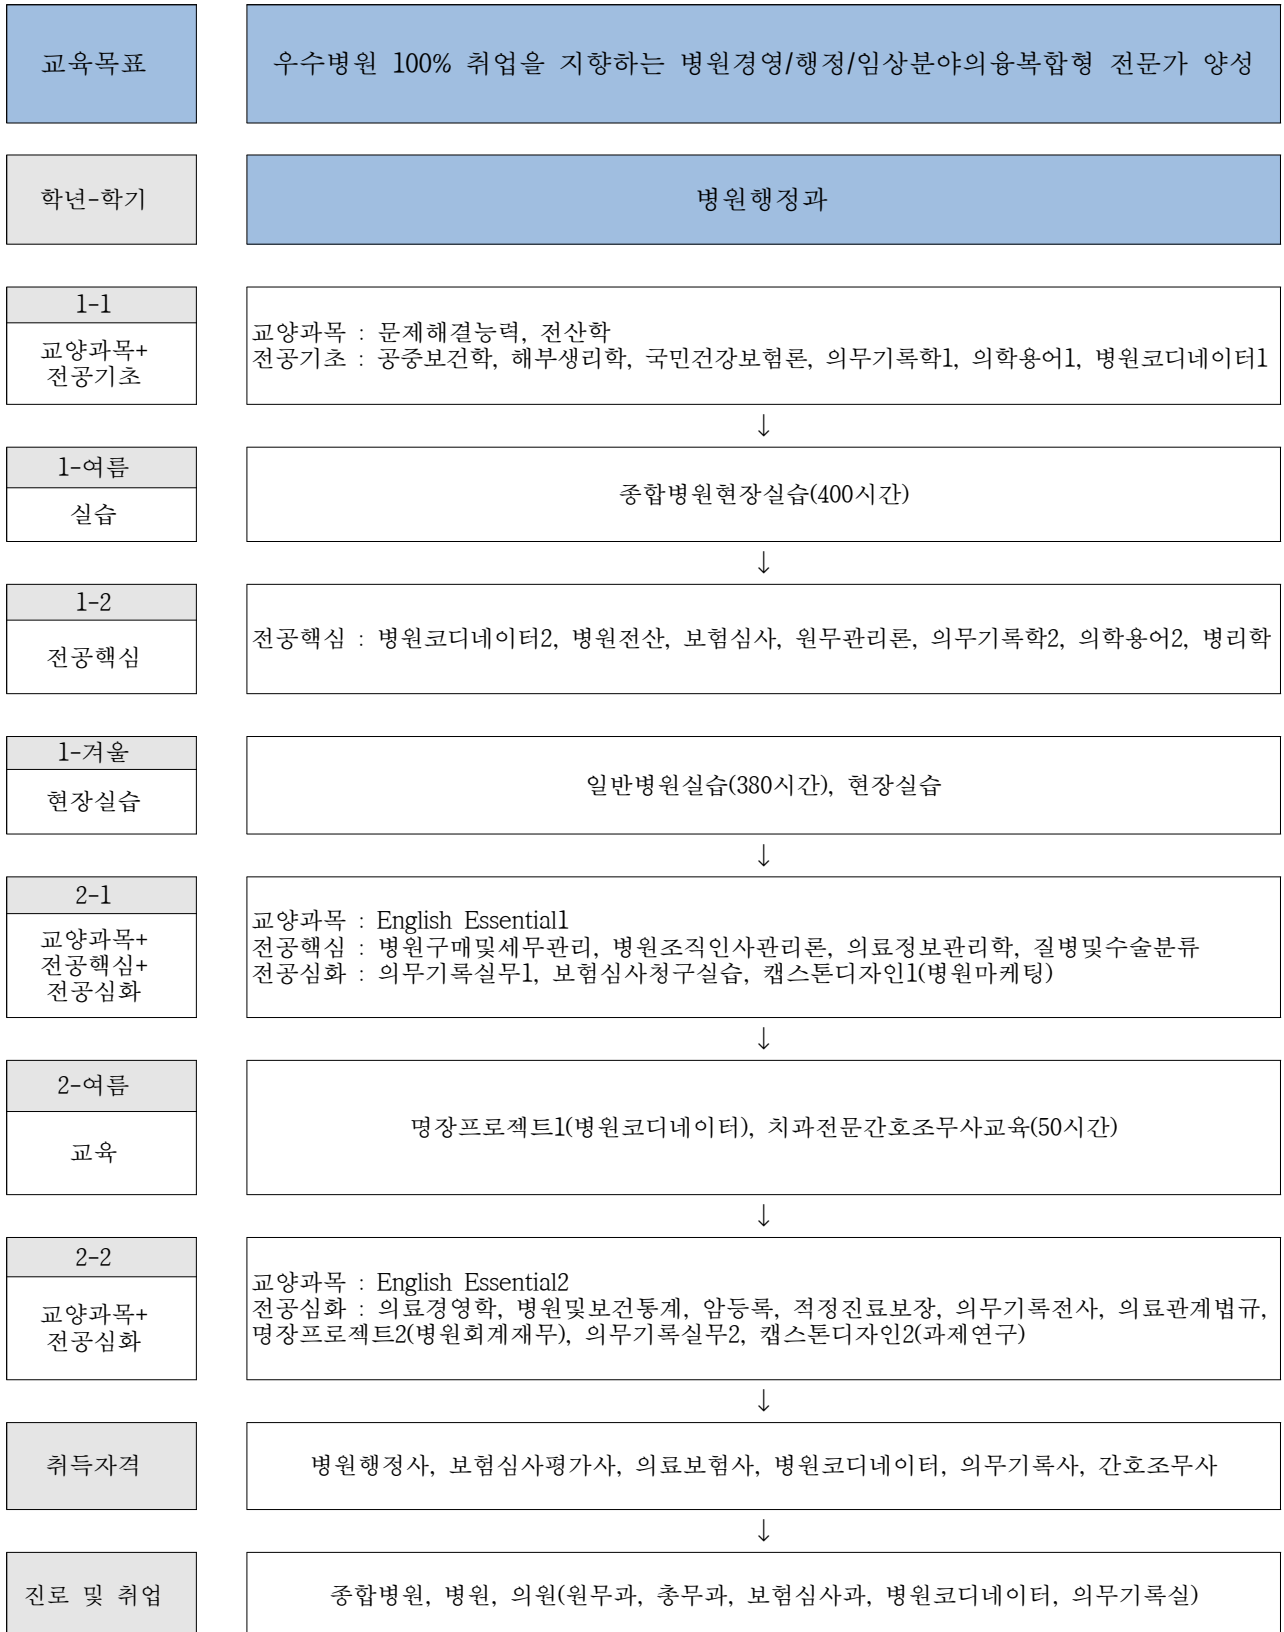 교육목표
우수병원 100% 취업을 지향하는 병원경영/행정/임상분야의융복합형 전문가 양성
학년-학기
병원행정과
1-1
교양과목+
전공기초
교양과목 : 문제해결능력, 전산학
전공기초 : 공중보건학, 해부생리학, 국민건강보험론, 의무기록학1, 의학용어1, 병원코디네이터1
↓
1-여름
실습
종합병원현장실습(400시간)
↓
1-2
전공핵심
전공핵심 : 병원코디네이터2, 병원전산, 보험심사, 원무관리론, 의무기록학2, 의학용어2, 병리학
1-겨울
현장실습
일반병원실습(380시간), 현장실습
↓
2-1
교양과목+
전공핵심+
전공심화
교양과목 : English Essential1
전공핵심 : 병원구매및세무관리, 병원조직인사관리론, 의료정보관리학, 질병및수술분류
전공심화 : 의무기록실무1, 보험심사청구실습, 캡스톤디자인1(병원마케팅)
↓
2-여름
교육
명장프로젝트1(병원코디네이터), 치과전문간호조무사교육(50시간)
↓
2-2
교양과목+
전공심화
교양과목 : English Essential2
전공심화 : 의료경영학, 병원및보건통계, 암등록, 적정진료보장, 의무기록전사, 의료관계법규,
명장프로젝트2(병원회계재무), 의무기록실무2, 캡스톤디자인2(과제연구)
↓
취득자격
병원행정사, 보험심사평가사, 의료보험사, 병원코디네이터, 의무기록사, 간호조무사
↓
진로 및 취업
종합병원, 병원, 의원(원무과, 총무과, 보험심사과, 병원코디네이터, 의무기록실)